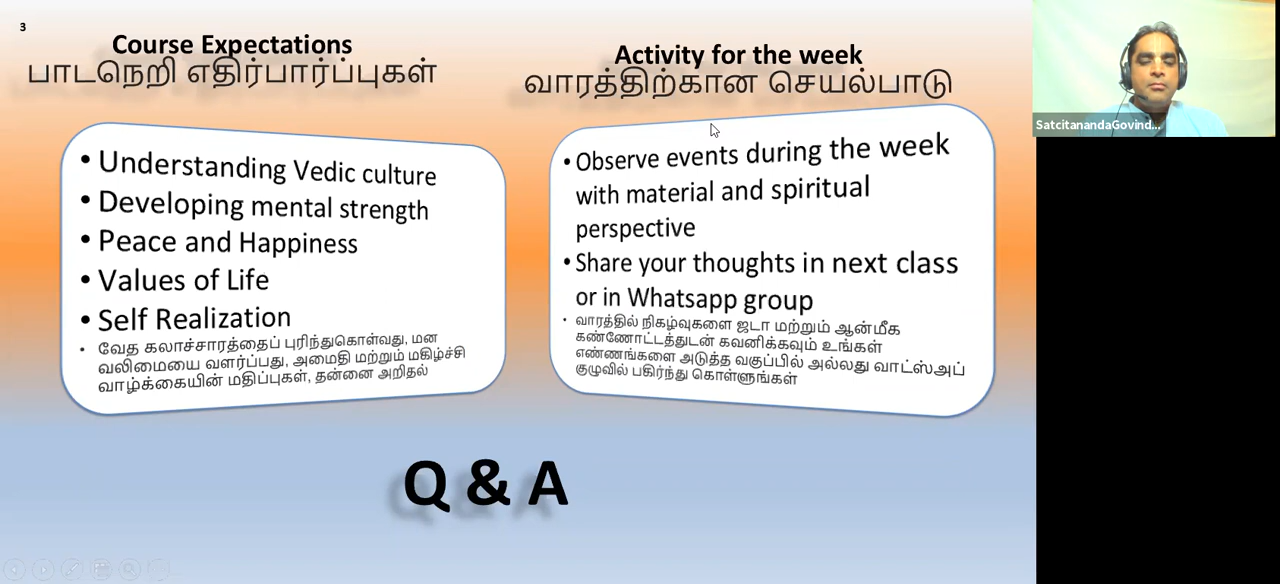 3
Course Expectations
பாடநெறி எதிர்பார்ப்புகள்
• Understanding Vedic culture
• Developing mental strength
• Peace and Happiness
• Values of Life
• Self Realization
• வேத கலாச்சாரத்தைப் புரிந்துகொள்வது, மன
வலிமையை வளர்ப்பது, அமைதி மற்றும் மகிழ்ச்சி
வாழ்க்கையின் மதிப்புகள், தன்னை அறிதல்
Activity for the week
வாரத்திற்கான செயல்பாடு
• Observe events during the week
with material and spiritual
perspective
• Share your thoughts in next class
or in Whatsapp group
• வாரத்தில் நிகழ்வுகளை ஜடா மற்றும் ஆன்மீக
கண்ணோட்டத்துடன் கவனிக்கவும் உங்கள்
எண்ணங்களை அடுத்த வகுப்பில் அல்லது வாட்ஸ்அப்
குழுவில் பகிர்ந்து கொள்ளுங்கள்
Q & A
SatcitanandaGovind...